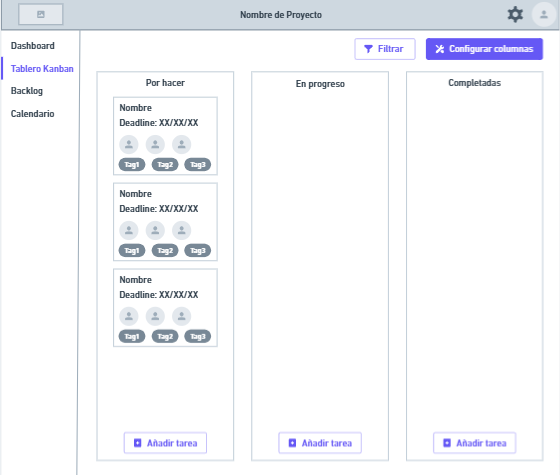 Nombre de Proyecto
Dashboard
Tablero Kanban
Backlog
Calendario
Filtrar
Configurar columnas
Por hacer
Nombre
Deadline: XX/XX/XX
Tag1 Tag2 Tag3
Nombre
Deadline: XX/XX/XX
Tag1 Tag2 Tag3
Nombre
Deadline: XX/XX/XX
Tag1 Tag2 Tag3
Añadir tarea
En progreso
Añadir tarea
Completadas
Añadir tarea